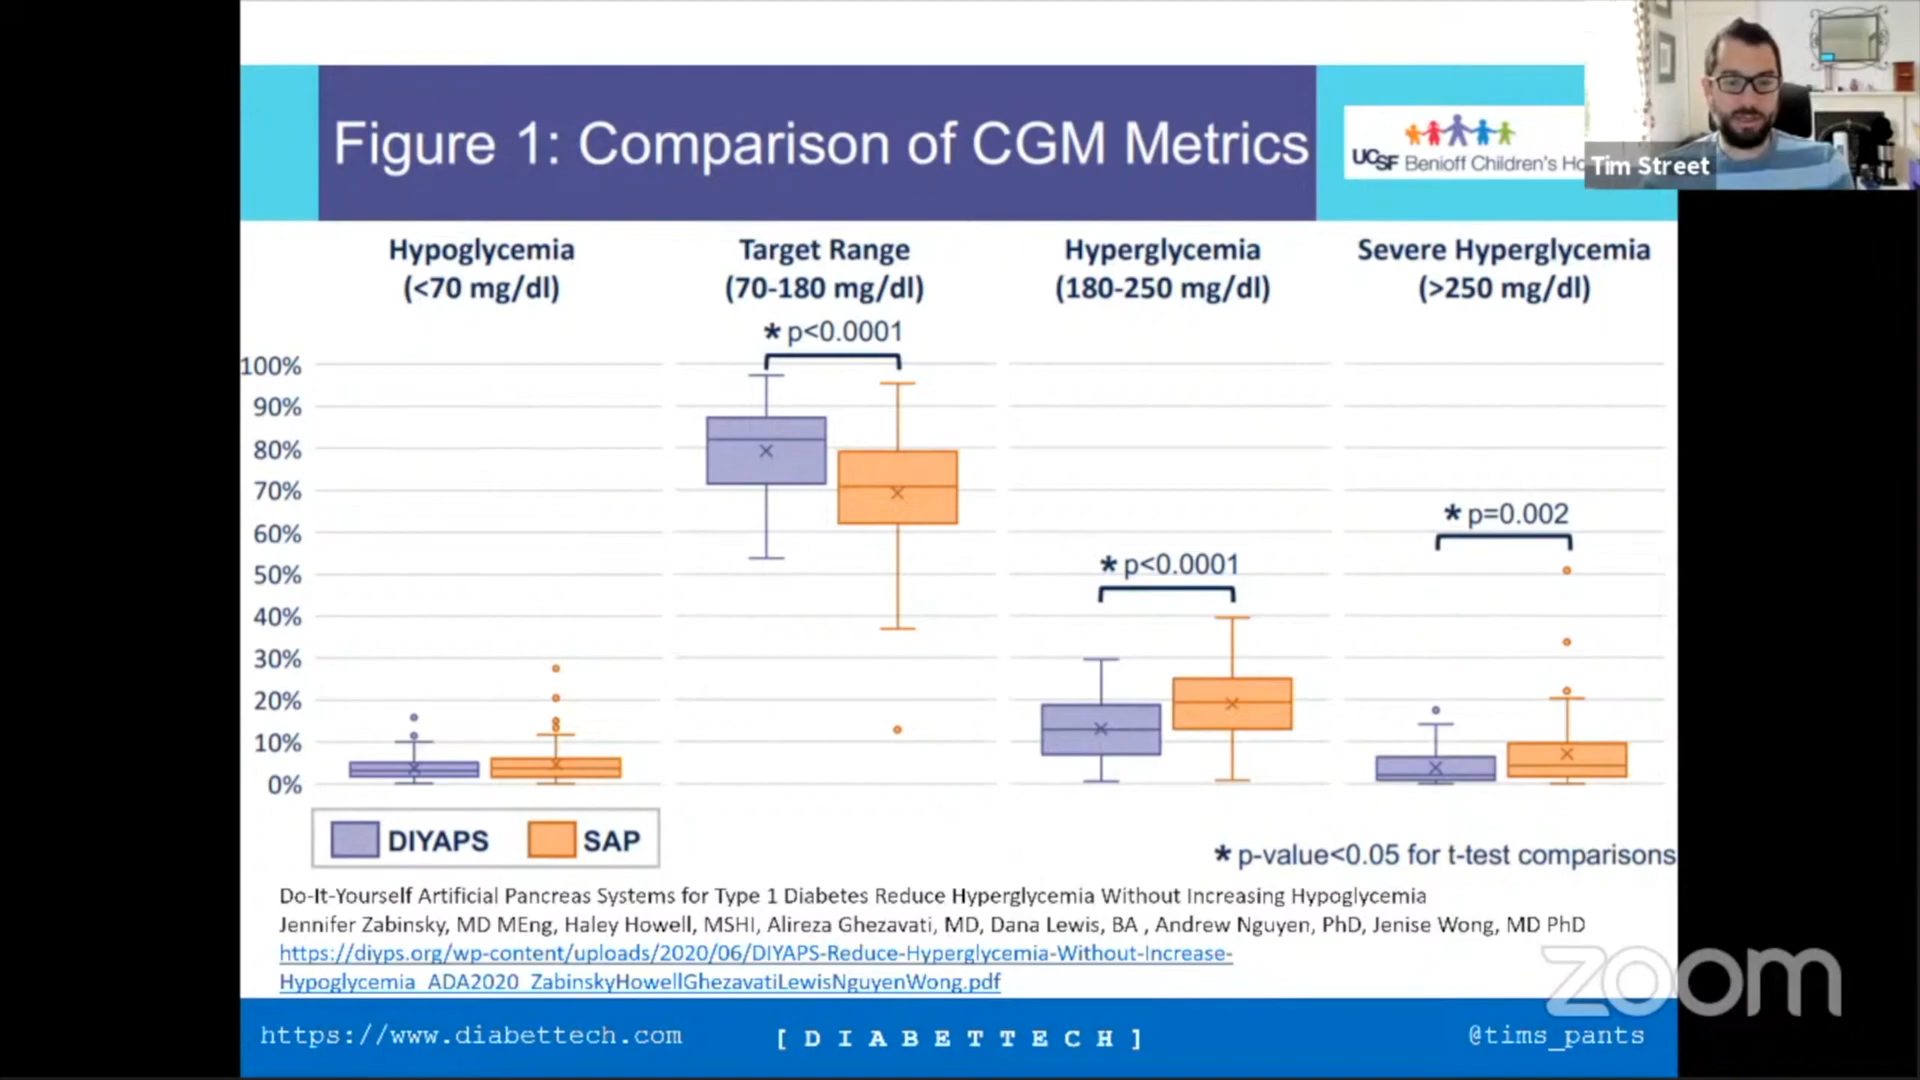 Figure 1: Comparison of CGM Metrics
UCSF Benioff Children's Ho
Tim Street
Hypoglycemia
(<70 mg/dl)
Target Range
(70-180 mg/dl)
Hyperglycemia
(180-250 mg/dl)
Severe Hyperglycemia
(>250 mg/dl)
* p<0.0001
* p<0.0001
* p=0.002
100%
90%
80%
70%
60%
50%
40%
30%
20%
10%
0%
DIYAPS SAP
* p-value<0.05 for t-test comparisons
Do-It-Yourself Artificial Pancreas Systems for Type 1 Diabetes Reduce Hyperglycemia Without Increasing Hypoglycemia
Jennifer Zabinsky, MD MEng, Haley Howell, MSHI, Alireza Ghezavati, MD, Dana Lewis, BA , Andrew Nguyen, PhD, Jenise Wong, MD PhD
https://diyps.org/wp-content/uploads/2020/06/DIYAPS-Reduce-Hyperglycemia-Without-Increase-
Hypoglycemia_ADA2020_ZabinskyHowellGhezavatiLewisNguyenWong.pdf
zoom
https://www.diabettech.com [DIABETTECH] @tims_pants